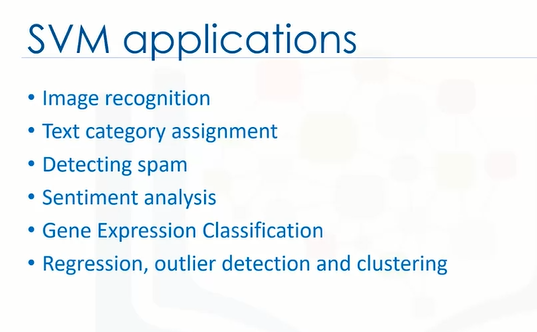 SVM applications
• Image recognition
• Text category assignment
• Detecting spam
• Sentiment analysis
• Gene Expression Classification
• Regression, outlier detection and clustering